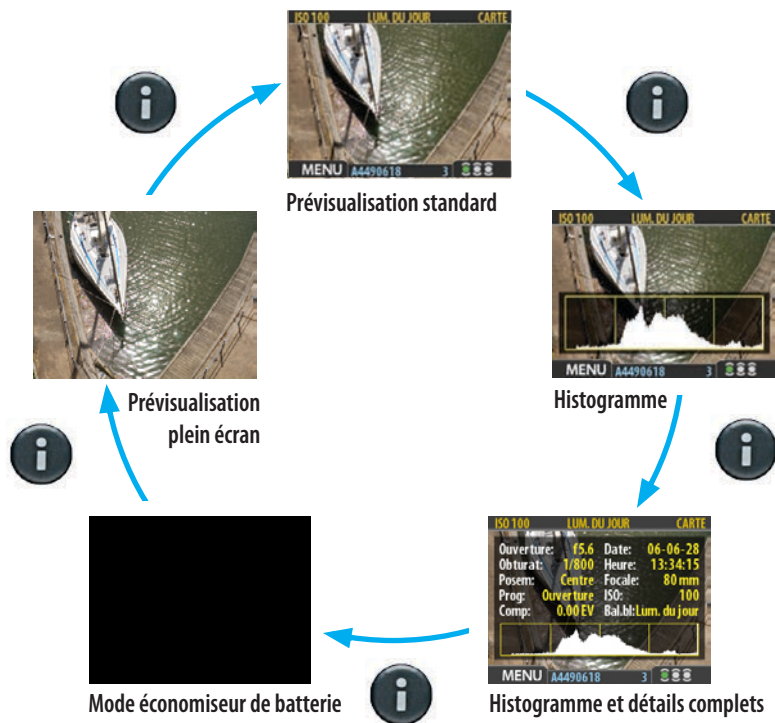 ISO 100 LUM. DU JOUR CARTE
MENU A4490618 3
Prévisualisation standard
ISO 100 LUM. DU JOUR CARTE
MENU A4490618 3
Histogramme
Prévisualisation
plein écran
ISO 100 LUM. DU JOUR CARTE
Ouverture: f5.6 Date: 06-06-28
Obturat: 1/800 Heure: 13:34:15
Posem: Centre Focale: 80 mm
Prog: Ouverture ISO: 100
Comp: 0.00 EV Bal.bl: Lum. du jour
MENU A4490618 3
Histogramme et détails complets
Mode économiseur de batterie